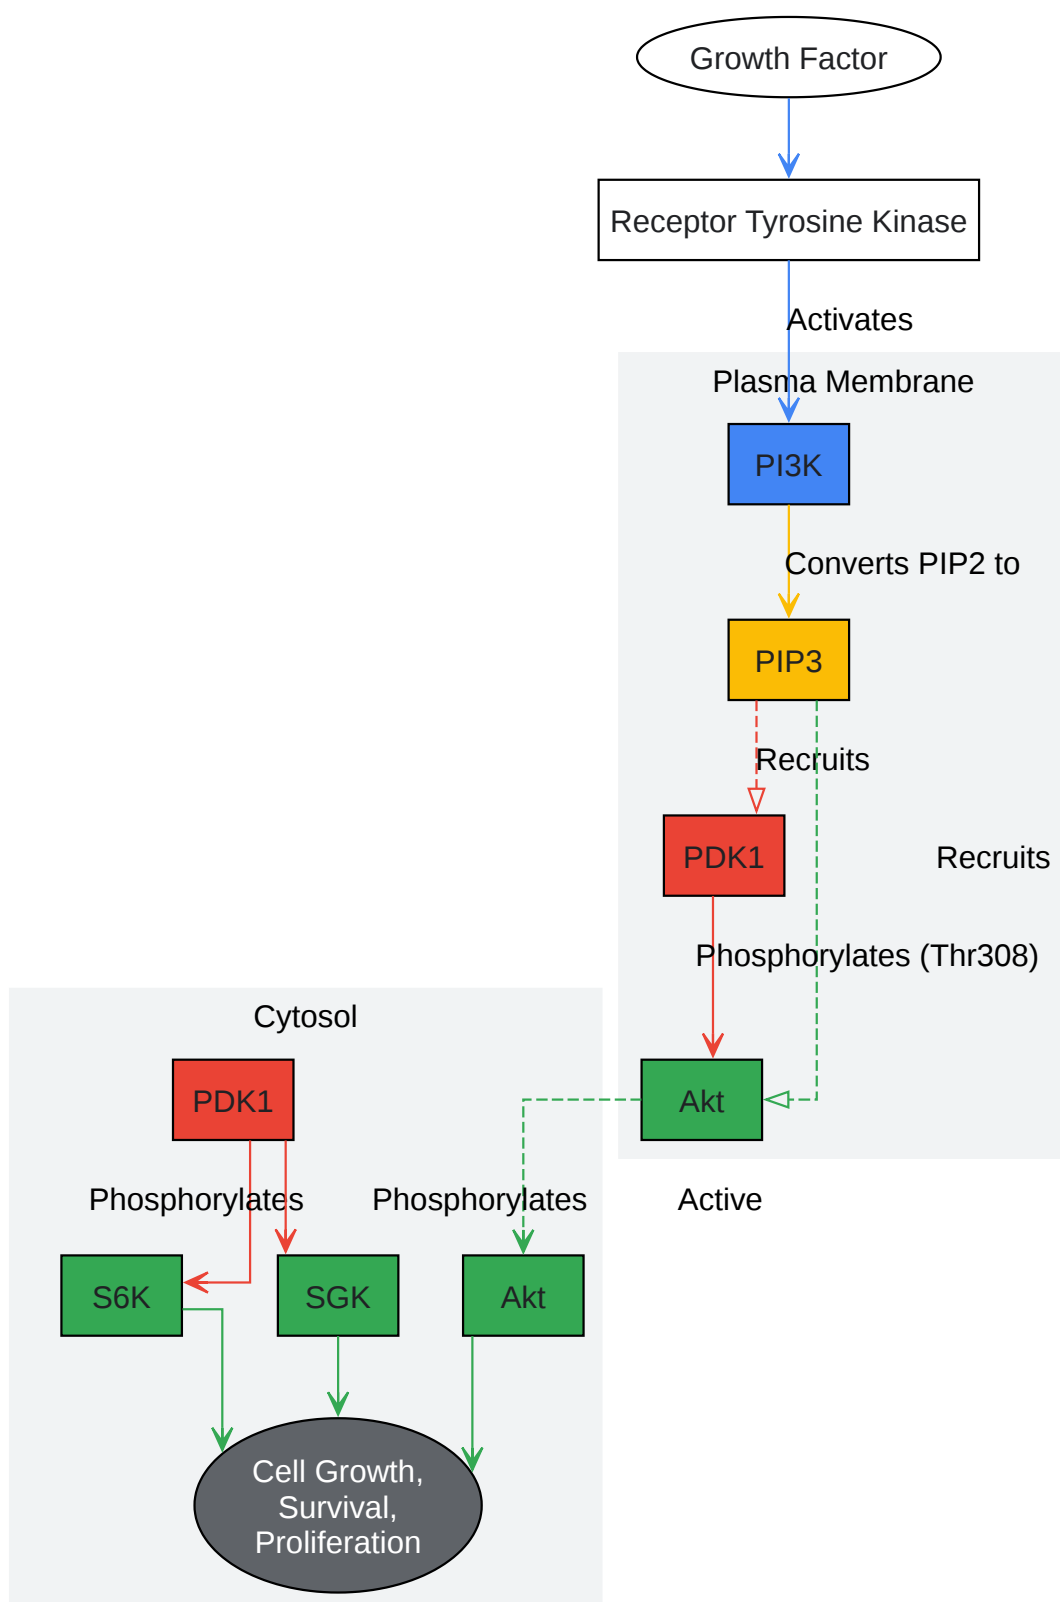 Growth Factor
Receptor Tyrosine Kinase
Activates
Plasma Membrane
PI3K
Converts PIP2 to
PIP3
Recruits
PDK1
Recruits
Phosphorylates (Thr308)
Cytosol
PDK1
Akt
Phosphorylates
Phosphorylates
Active
S6K
SGK
Akt
Cell Growth,
Survival,
Proliferation